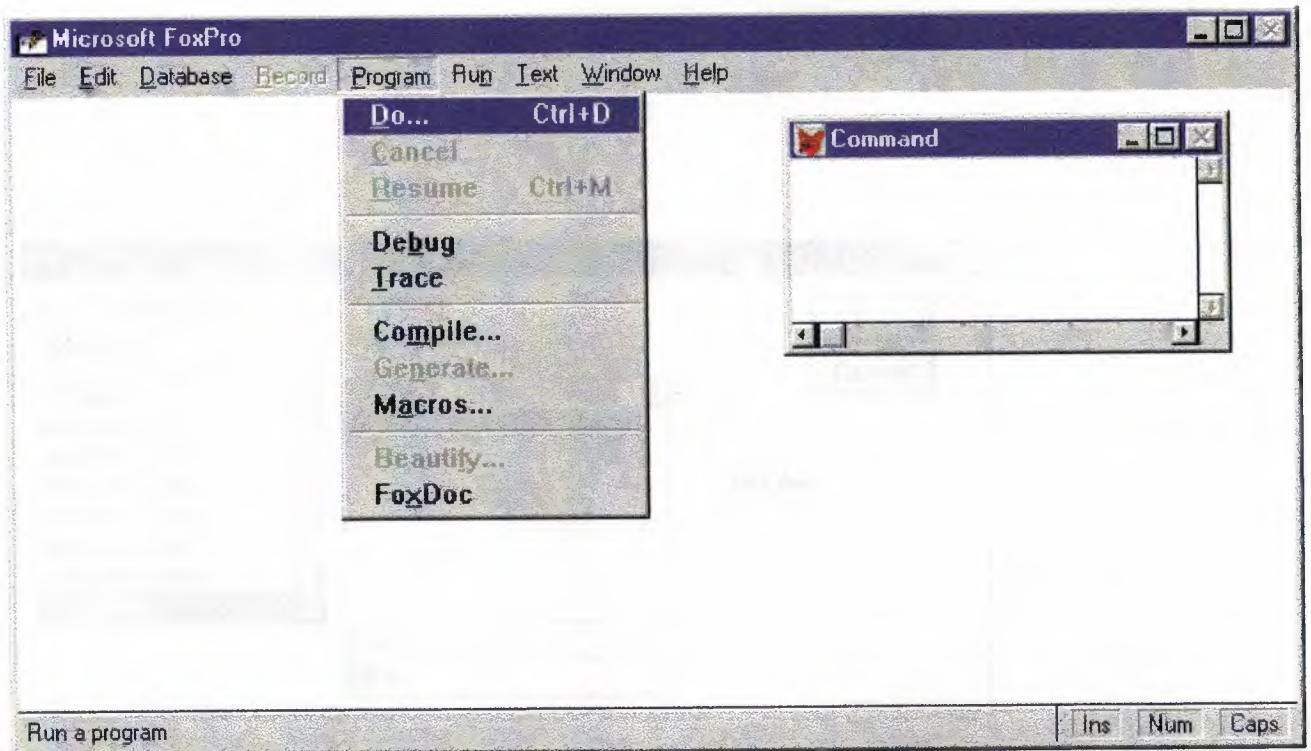 Microsoft FoxPro
File Edit Database Record Program Run Text Window Help
Do... Ctrl+D
Cancel
Resume Ctrl+M
Debug
Trace
Compile...
Generate...
Macros...
Beautify...
FoxDoc
Command
Run a program
Ins Num Caps